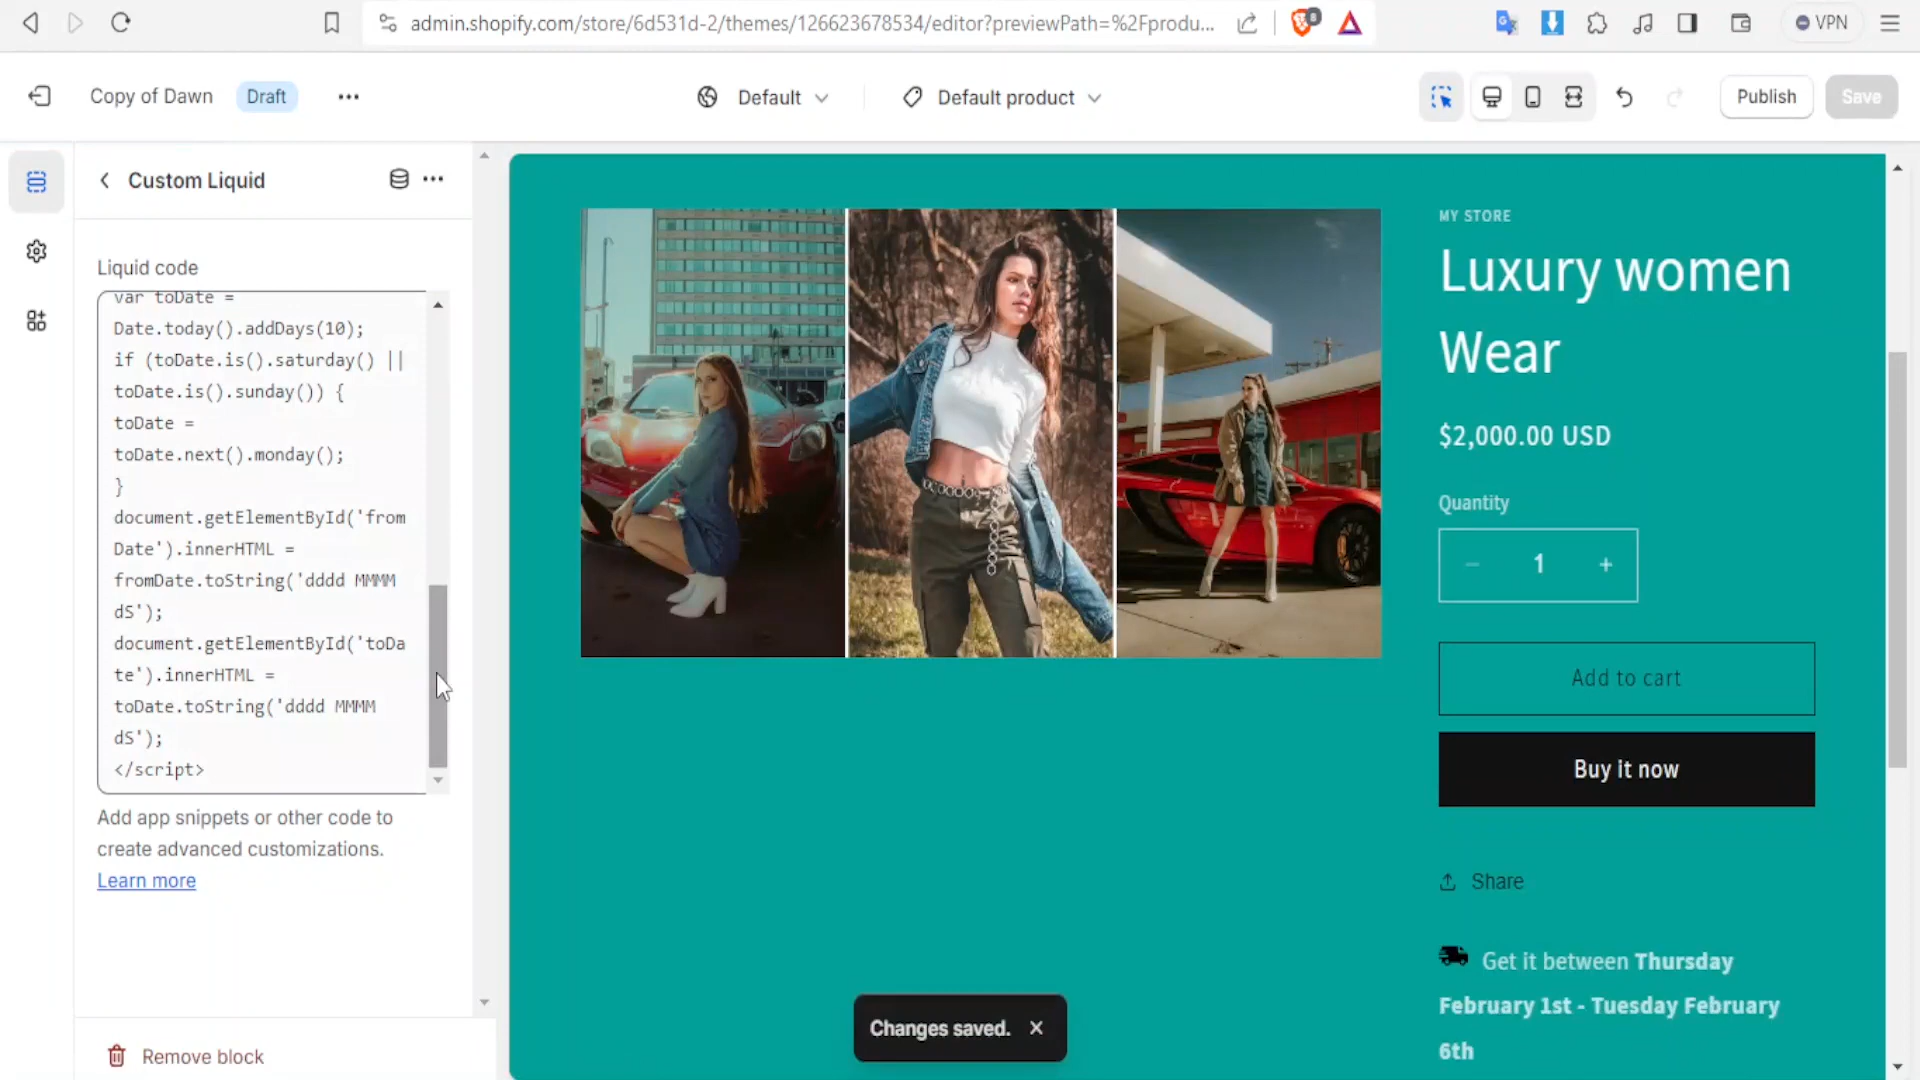 admin.shopify.com/store/6d531d-2/themes/126623678534/editor?previewPath=%2Fprodu...
8
VPN
Copy of Dawn
Draft
Default
Default product
Publish
Save
Custom Liquid
Liquid code
var toDate =
Date.today().addDays(10);
if (toDate.is().saturday() ||
toDate.is().sunday()) {
toDate =
toDate.next().monday();
}
document.getElementById('from
Date').innerHTML =
fromDate.toString('dddd MMMM
dS');
document.getElementById('toDa
te').innerHTML =
toDate.toString('dddd MMMM
dS');
</script>
Add app snippets or other code to
create advanced customizations.
Learn more
Remove block
MY STORE
Luxury women
Wear
$2,000.00 USD
Quantity
− 1 +
Add to cart
Buy it now
Share
Get it between Thursday
February 1st - Tuesday February
6th
Changes saved.